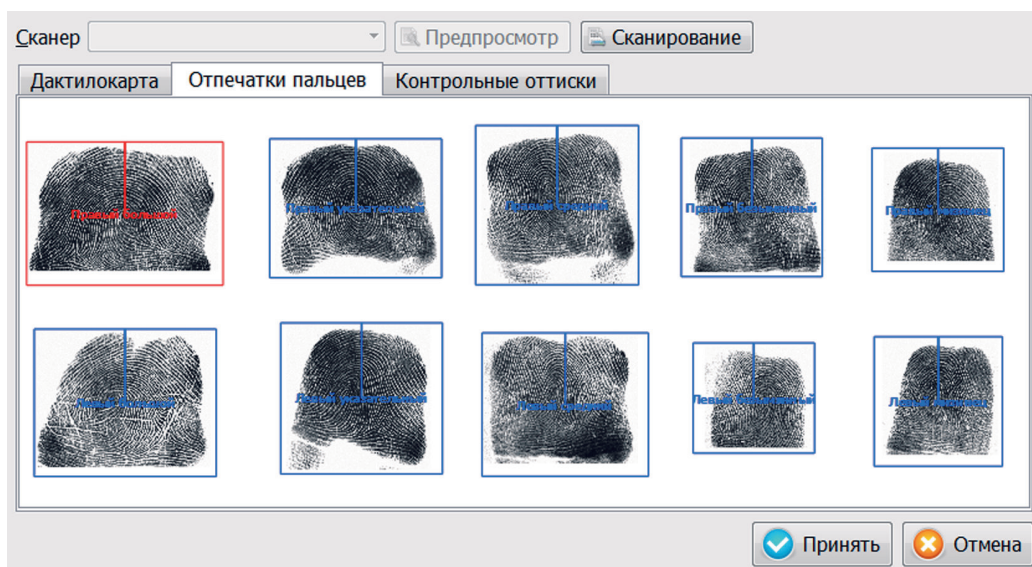 Сканер
Предпросмотр
Сканирование
Дактилокарта
Отпечатки пальцев
Контрольные оттиски
Правый большой
Правый указательный
Правый средний
Правый безымянный
Правый мизинец
Левый большой
Левый указательный
Левый средний
Левый безымянный
Левый мизинец
Принять
Отмена